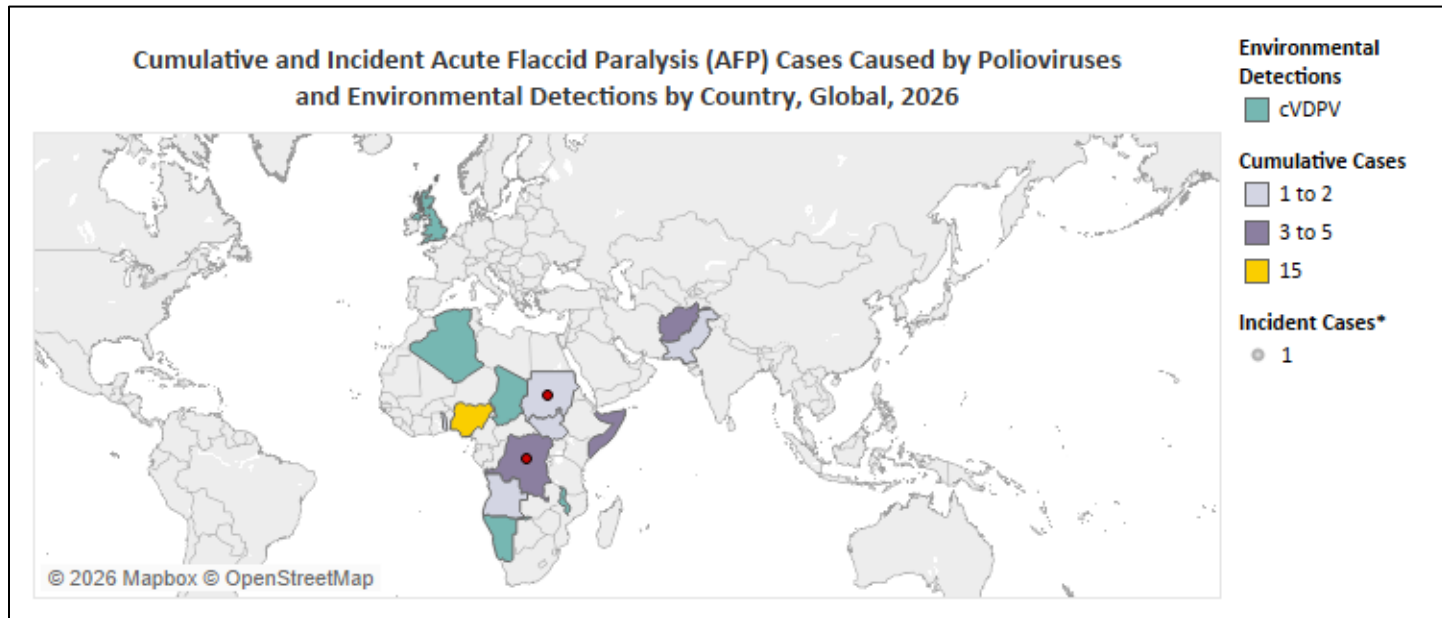 Cumulative and Incident Acute Flaccid Paralysis (AFP) Cases Caused by Polioviruses
and Environmental Detections by Country, Global, 2026
Environmental
Detections
cVDPV
Cumulative Cases
1 to 2
3 to 5
15
Incident Cases*
1
© 2026 Mapbox © OpenStreetMap